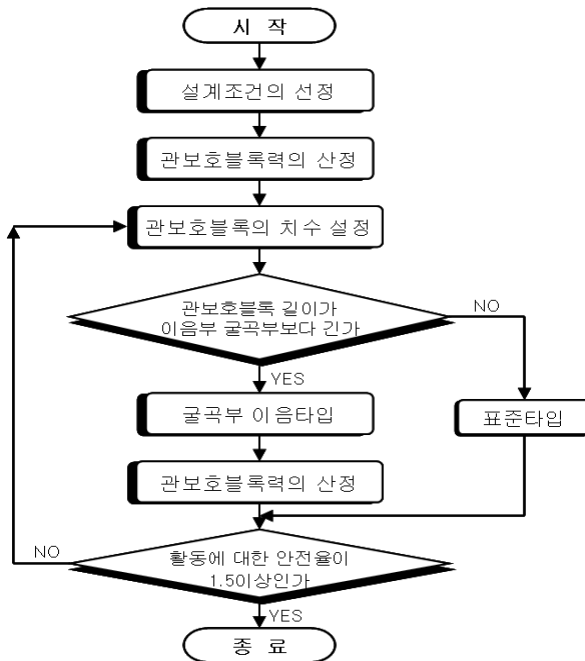 시 작
설계조건의 선정
관보호블록력의 산정
관보호블록의 치수 설정
관보호블록 길이가
이음부 굴곡부보다 긴가
NO
YES
굴곡부 이음타입
표준타입
관보호블록력의 산정
NO
활동에 대한 안전율이
1.5이상인가
YES
종 료